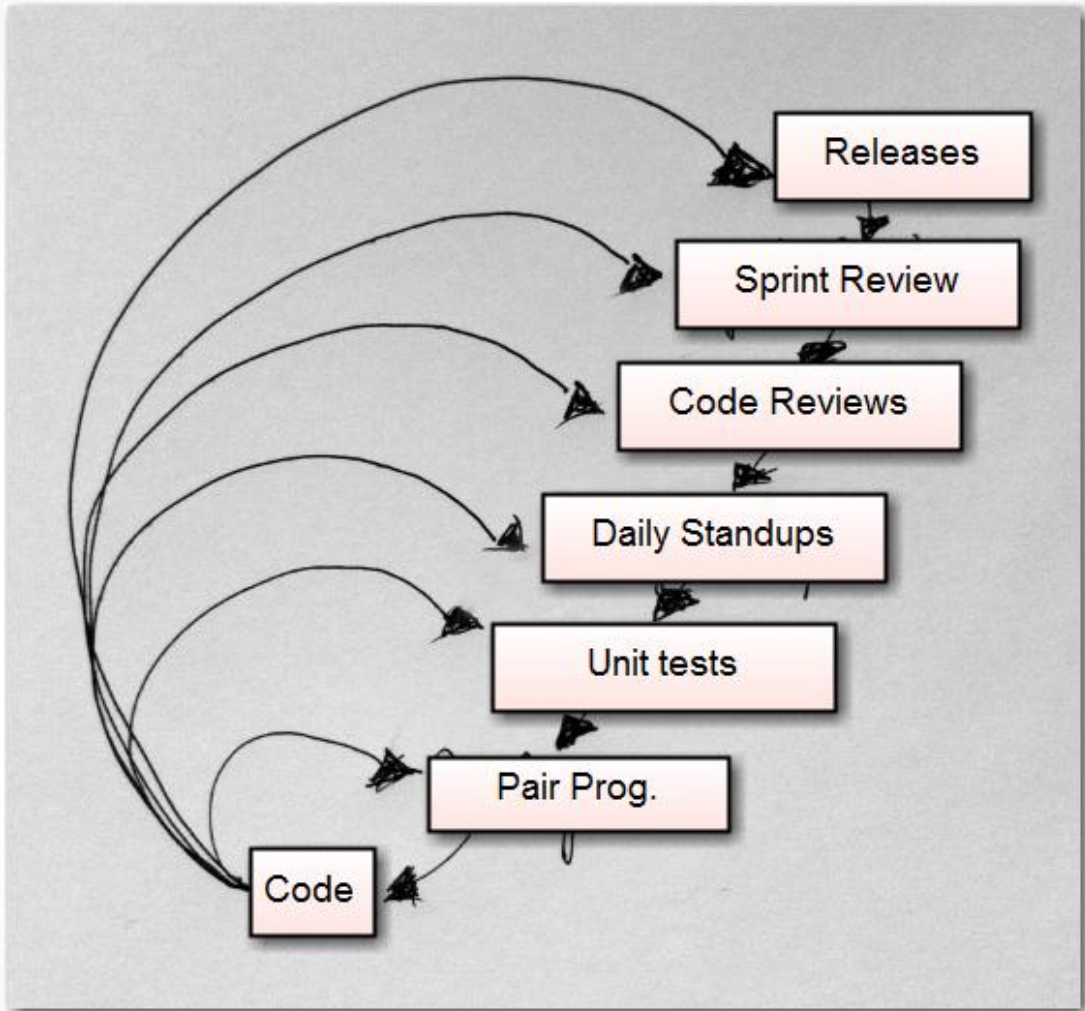 Releases
Sprint Review
Code Reviews
Daily Standups
Unit tests
Pair Prog.
Code